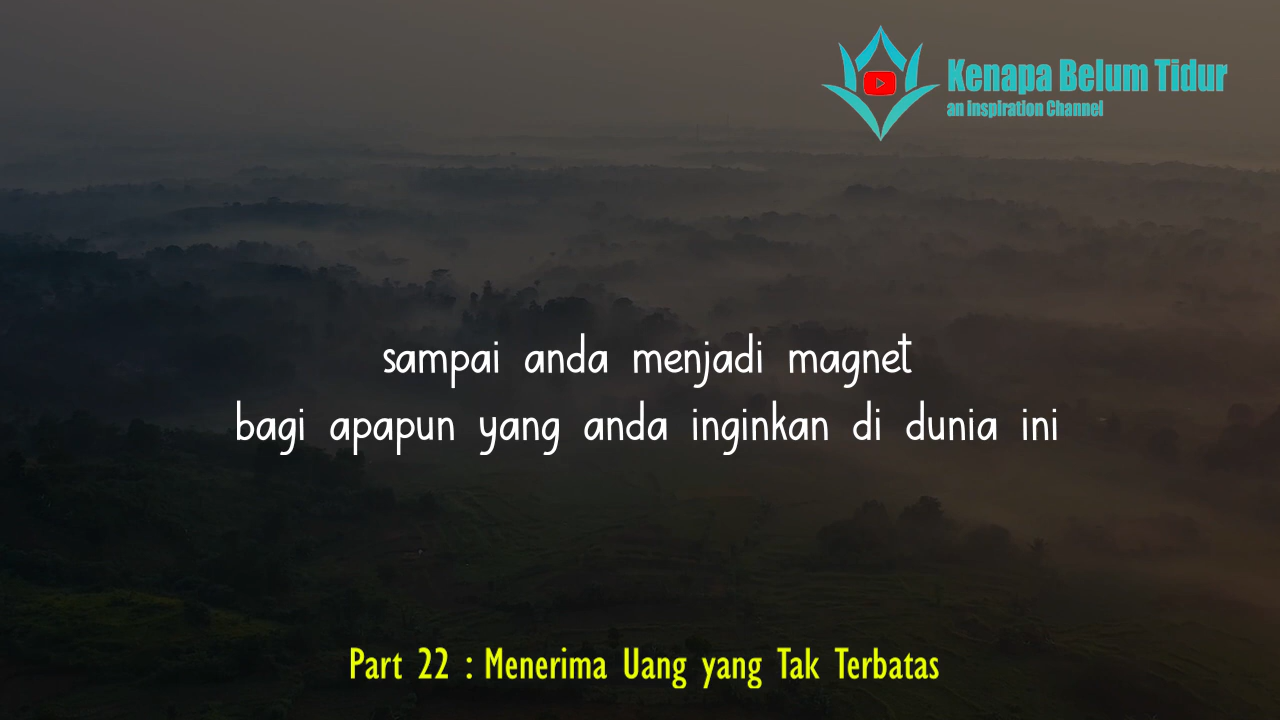 Kenapa Belum Tidur
an Inspiration Channel
sampai anda menjadi magnet
bagi apapun yang anda inginkan di dunia ini
Part 22 : Menerima Uang yang Tak Terbatas